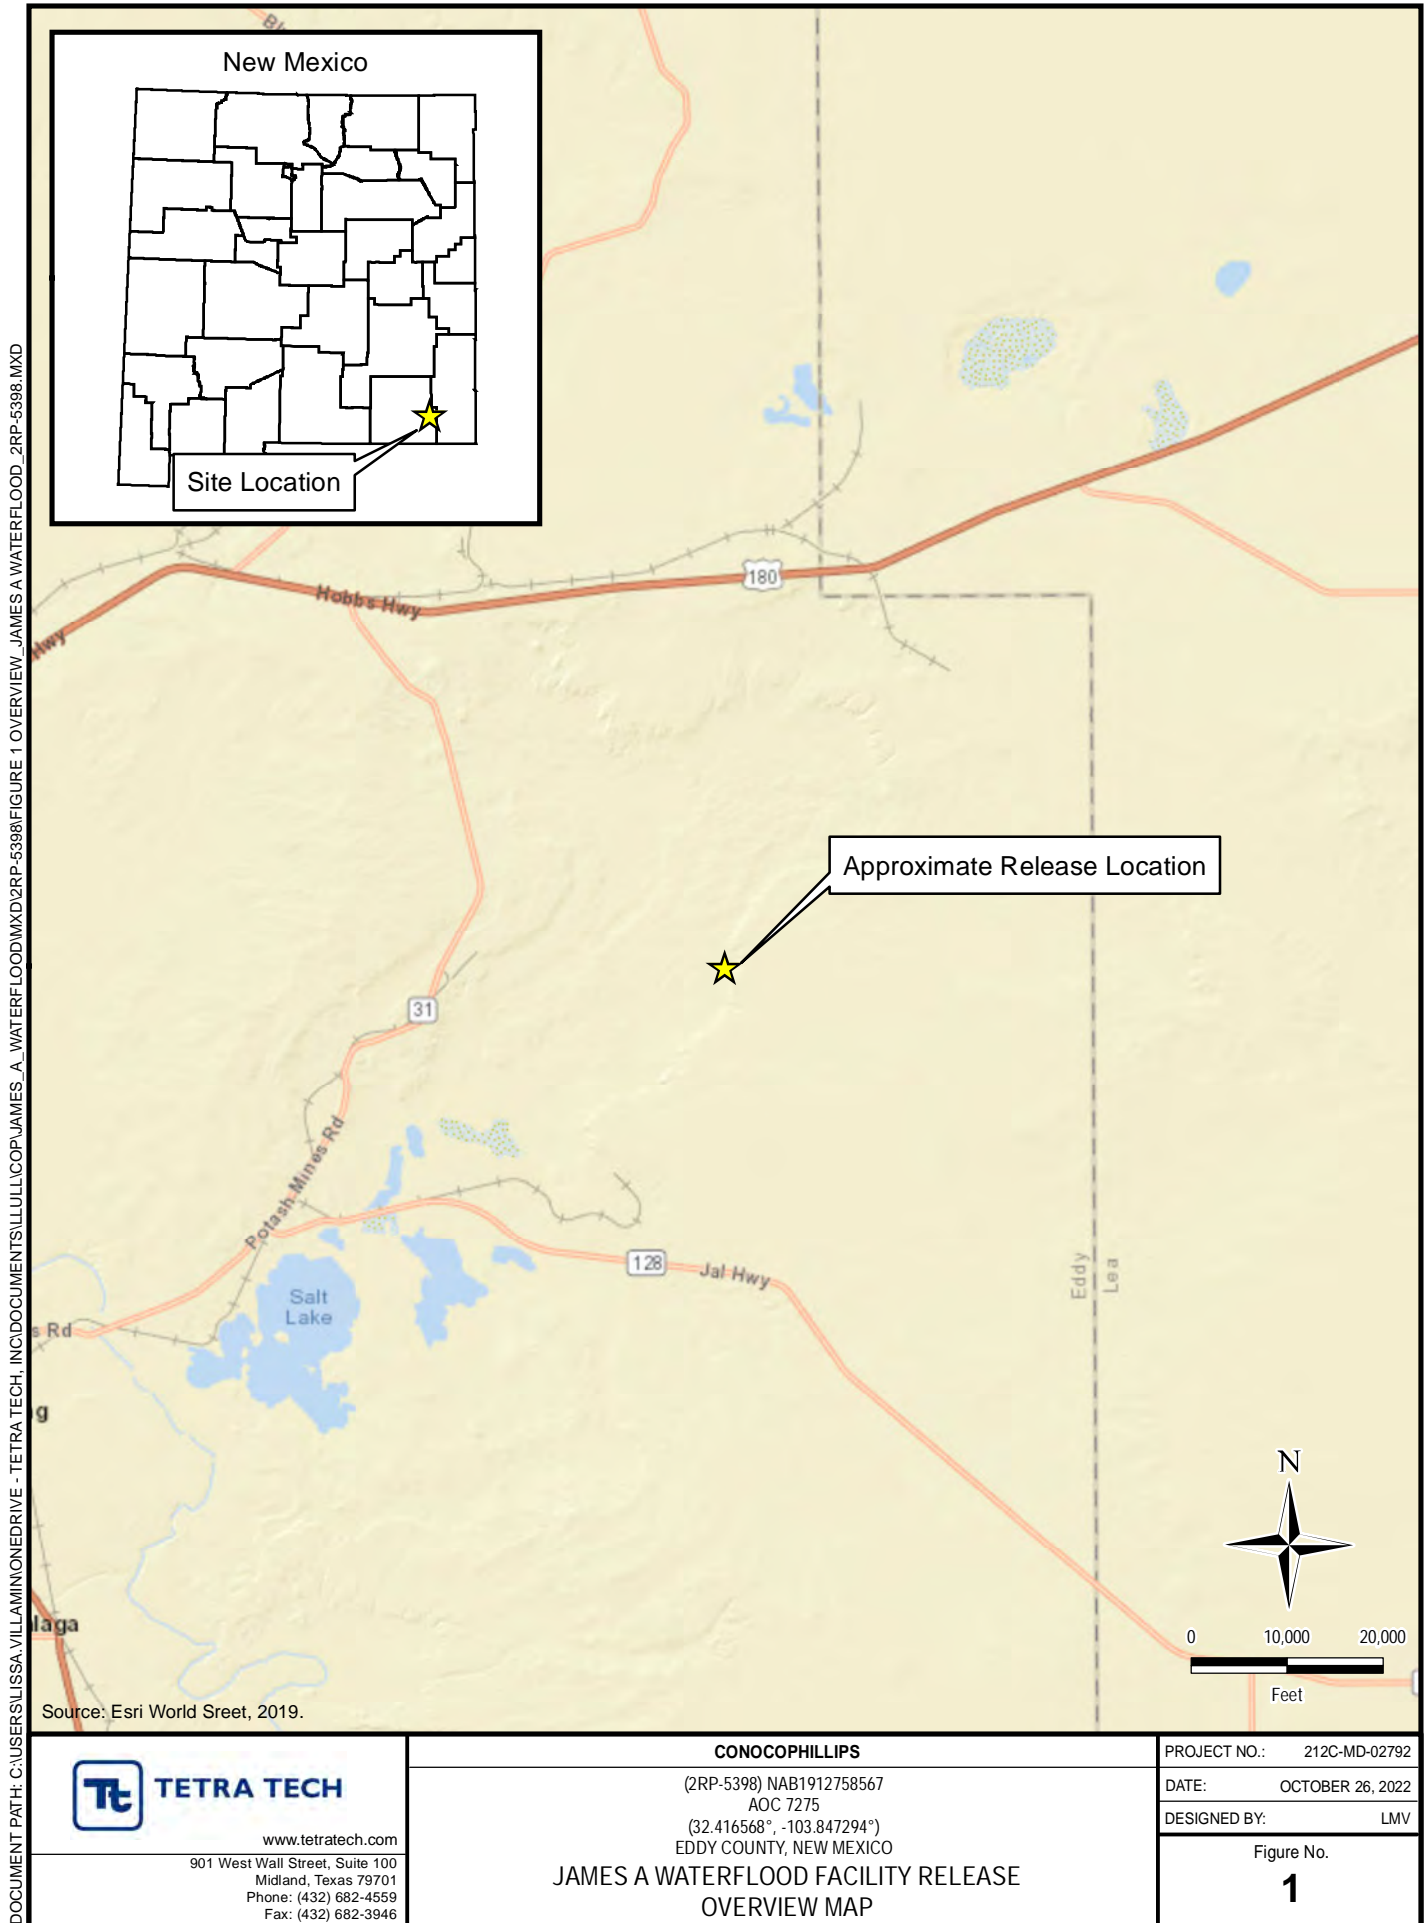 DOCUMENT PATH: C:\USERS\LISSA.VILLAMIN\ONEDRIVE - TETRA TECH, INC\DOCUMENTS\LLULL\COP\JAMES_A_WATERFLOOD\MXD\2RP-5398\FIGURE 1 OVERVIEW_JAMES A WATERFLOOD_2RP-5398.MXD
New Mexico
Site Location
Hobbs Hwy
180
Hwy
Approximate Release Location
31
Potash Mines Rd
128
Jal Hwy
Eddy
Lea
Salt
Lake
s Rd
g
laga
N
0 10,000 20,000
Feet
Source: Esri World Sreet, 2019.
Tt TETRA TECH
www.tetratech.com
901 West Wall Street, Suite 100
Midland, Texas 79701
Phone: (432) 682-4559
Fax: (432) 682-3946
CONOCOPHILLIPS
(2RP-5398) NAB1912758567
AOC 7275
(32.416568°, -103.847294°)
EDDY COUNTY, NEW MEXICO
JAMES A WATERFLOOD FACILITY RELEASE
OVERVIEW MAP
PROJECT NO.: 212C-MD-02792
DATE: OCTOBER 26, 2022
DESIGNED BY: LMV
Figure No.
1